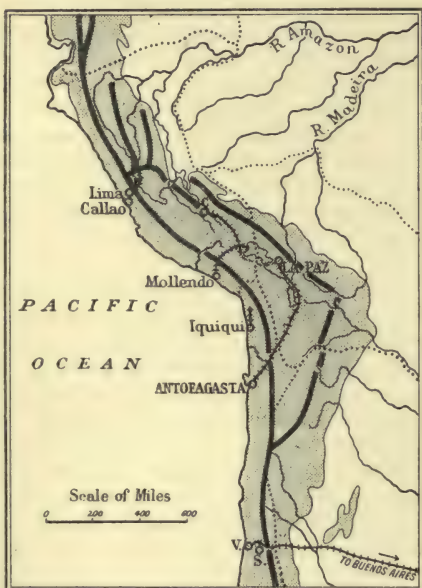 R. Amazon
R. Madeira
Lima
Callao
C.
LA PAZ
Mollendo
PACIFIC
Iquiqui
OCEAN
ANTOFAGASTA
Scale of Miles
0 200 400 600
V.
S.
TO BUENOS AIRES